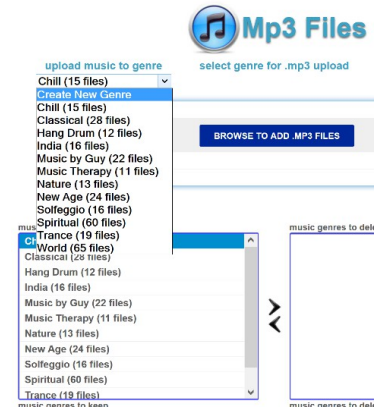 Mp3 Files
upload music to genre
select genre for .mp3 upload
Chill (15 files)
Create New Genre
Chill (15 files)
Classical (28 files)
Hang Drum (12 files)
India (16 files)
Music by Guy (22 files)
Music Therapy (11 files)
Nature (13 files)
New Age (24 files)
Solfeggio (16 files)
Spiritual (60 files)
Trance (19 files)
World (65 files)
BROWSE TO ADD .MP3 FILES
mus
music genres to dele
Ch
Classical (28 files)
Hang Drum (12 files)
India (16 files)
Music by Guy (22 files)
Music Therapy (11 files)
Nature (13 files)
New Age (24 files)
Solfeggio (16 files)
Spiritual (60 files)
Trance (19 files)
music genres to keep
music genres to dele